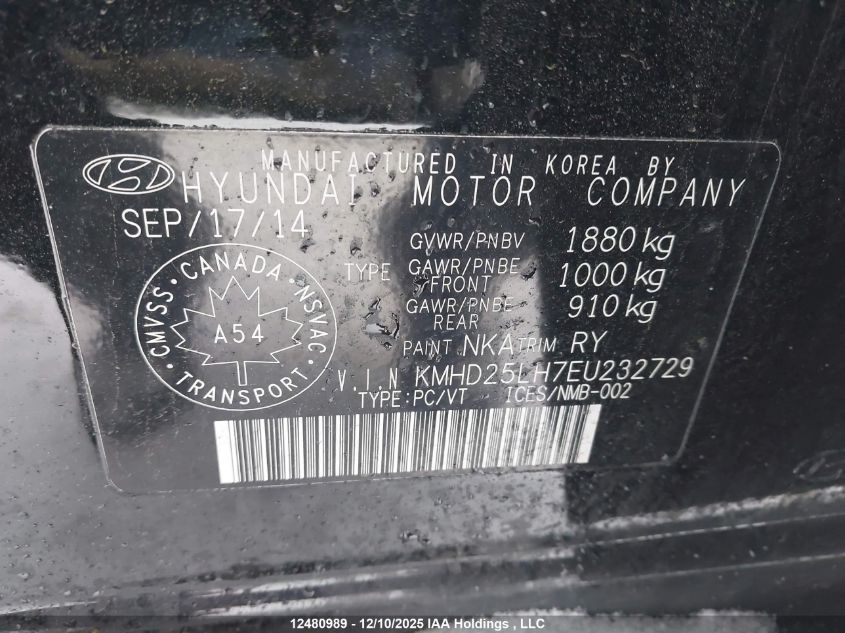 MANUFACTURED IN KOREA BY
HYUNDAI MOTOR COMPANY
SEP/17/14
GVWR/PNBV 1880 kg
TYPE GAWR/PNBE FRONT 1000 kg
GAWR/PNBE REAR 910 kg
CANADA
CMVSS · NSVAC
A54
TRANSPORT
PAINT NKA TRIM RY
V.I.N KMHD25LH7EU232729
TYPE:PC/VT ICES/NMB-002
12480989 - 12/10/2025 IAA Holdings , LLC